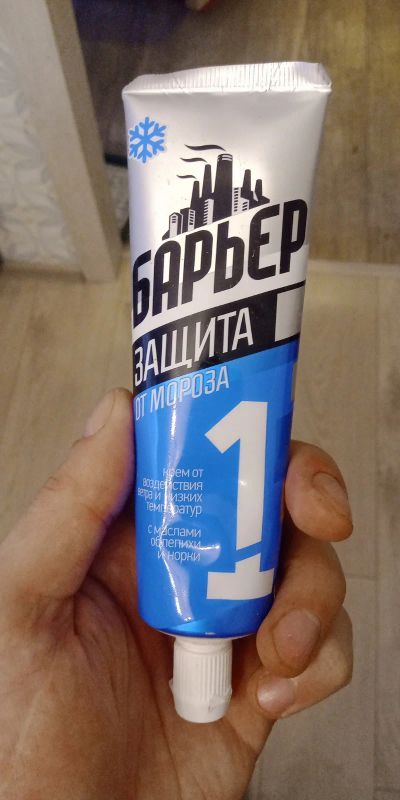 БАРЬЕР
ЗАЩИТА
ОТ МОРОЗА
1
крем от
воздействия
ветра и низких
температур
с маслами
облепихи
и норки